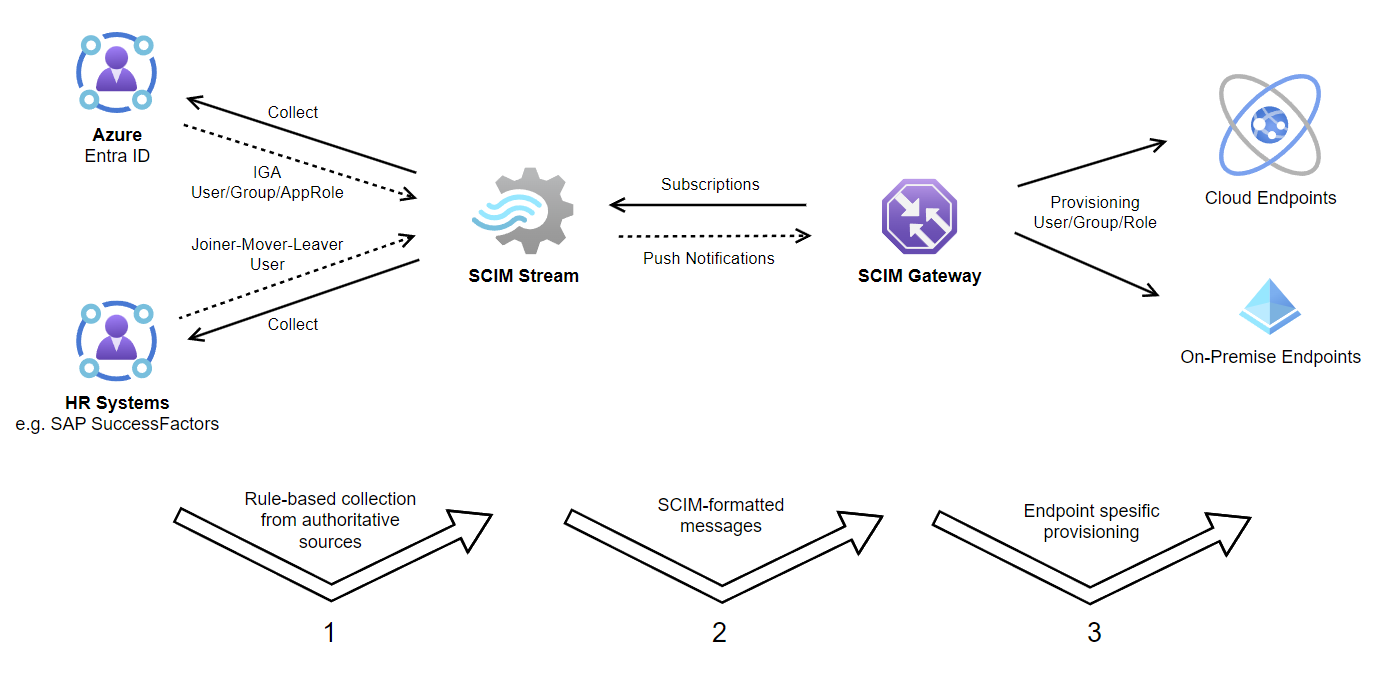 Azure
Entra ID
Collect
IGA
User/Group/AppRole
Joiner-Mover-Leaver
User
Collect
HR Systems
e.g. SAP SuccessFactors
SCIM Stream
Subscriptions
Push Notifications
SCIM Gateway
Provisioning
User/Group/Role
Cloud Endpoints
On-Premise Endpoints
Rule-based collection
from authoritative
sources
1
SCIM-formatted
messages
2
Endpoint spesific
provisioning
3